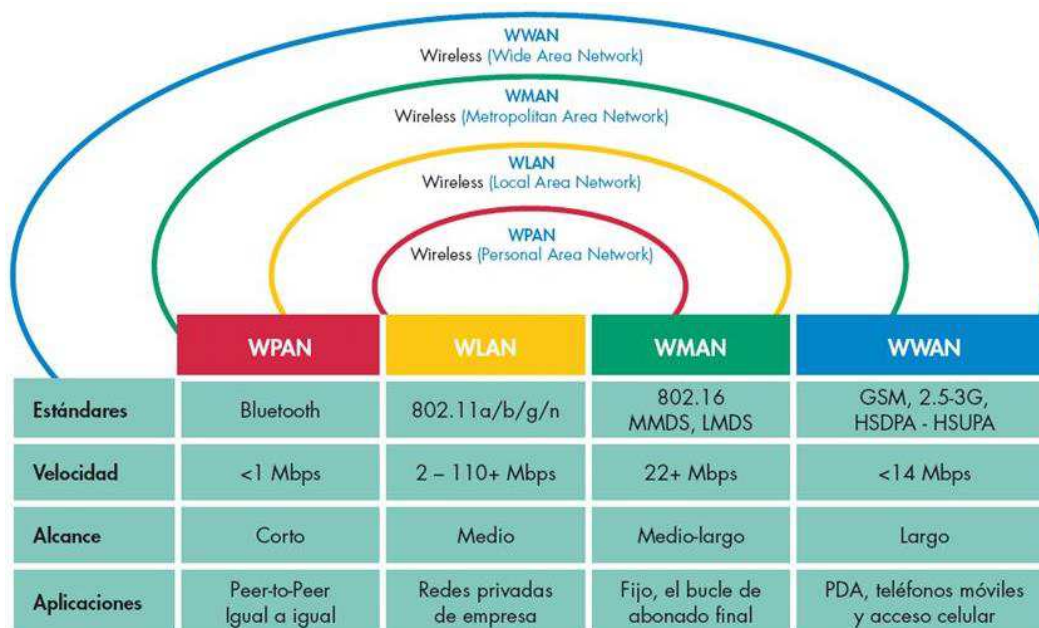 WWAN
Wireless (Wide Area Network)
WMAN
Wireless (Metropolitan Area Network)
WLAN
Wireless (Local Area Network)
WPAN
Wireless (Personal Area Network)
WPAN WLAN WMAN WWAN
Estándares
Bluetooth
802.11a/b/g/n
802.16
MMDS, LMDS
GSM, 2.5-3G,
HSDPA - HSUPA
Velocidad
<1 Mbps
2 – 110+ Mbps
22+ Mbps
<14 Mbps
Alcance
Corto
Medio
Medio-largo
Largo
Aplicaciones
Peer-to-Peer
Igual a igual
Redes privadas
de empresa
Fijo, el bucle de
abonado final
PDA, teléfonos móviles
y acceso celular